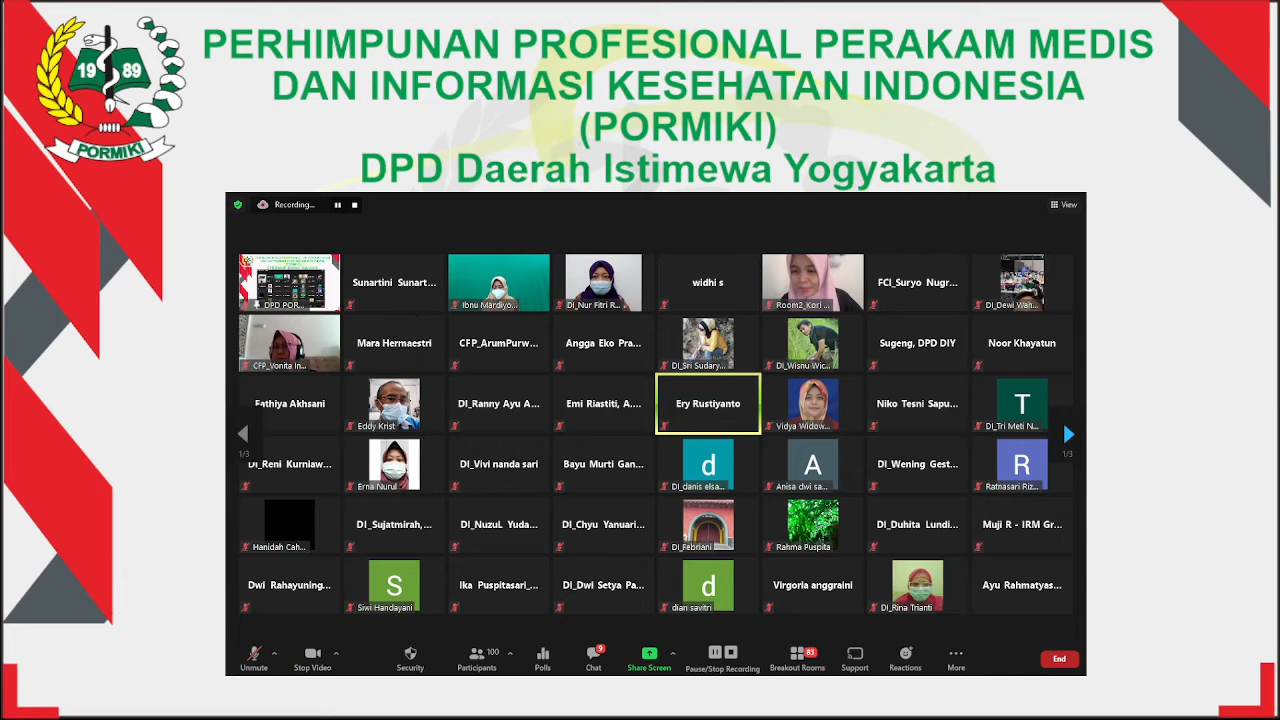 PERHIMPUNAN PROFESIONAL PERAKAM MEDIS
DAN INFORMASI KESEHATAN INDONESIA
(PORMIKI)
DPD Daerah Istimewa Yogyakarta
19 89
PORMIKI
Recording...
View
DPD POR...
Sunartini Sunart...
Ibnu Mardiyo...
DI_Nur Fitri R...
widhi s
Room2_Kori ...
FCI_Suryo Nugr...
DI_Dewi Wah...
CFP_Vonita In...
Mara Hermaestri
CFP_ArumPurw...
Angga Eko Pra...
DI_Sri Sudary...
DI_Wisnu Wic...
Sugeng, DPD DIY
Noor Khayatun
Fathiya Akhsani
Eddy Krist
DI_Ranny Ayu A...
Emi Riastiti, A....
Ery Rustiyanto
Vidya Widow...
Niko Tesni Sapu...
T
DI_Tri Meti N...
1/3
DI_Reni Kurniaw...
Erna Nurul
DI_Vivi nanda sari
Bayu Murti Gan...
d
DI_danis elsa...
A
Anisa dwi sa...
DI_Wening Gest...
R
Ratnasari Riz...
1/3
Hanidah Cah...
DI_Sujatmirah,...
DI_NuzuL Yuda...
DI_Chyu Yanuari...
DI_Febriani
Rahma Puspita
DI_Duhita Lundi...
Muji R - IRM Gr...
Dwi Rahayuning...
S
Siwi Handayani
Ika Puspitasari_...
DI_Dwi Setya Pa...
d
dian savitri
Virgoria anggraini
DI_Rina Trianti
Ayu Rahmatyas...
Unmute
Stop Video
Security
Participants 100
Polls
Chat 9
Share Screen
Pause/Stop Recording
Breakout Rooms 83
Support
Reactions
More
End